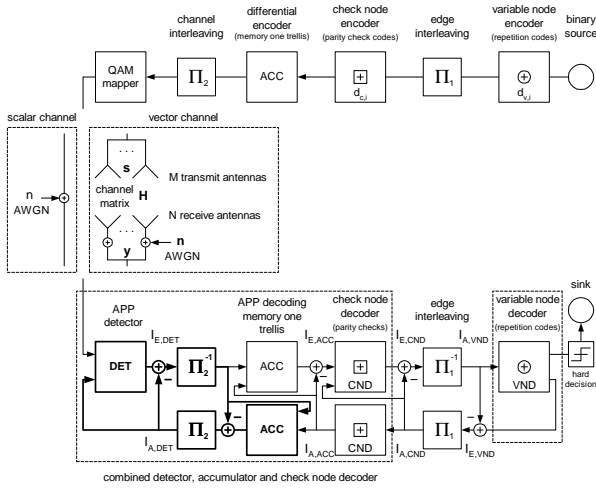 differential check node variable node
channel encoder encoder edge encoder binary
interleaving (memory one trellis) (parity check codes) interleaving (repetition codes) source
QAM mapper
Π2
ACC
dc,i
Π1
dv,i
scalar channel
n
AWGN
vector channel
. . .
s
M transmit antennas
channel
matrix
H
N receive antennas
. . .
n
y
AWGN
APP
detector
APP decoding
memory one
trellis
check node
decoder
(parity checks)
edge
interleaving
variable node
decoder
(repetition codes)
sink
IE,DET
IE,ACC
IE,CND
IA,VND
DET
Π2-1
ACC
CND
Π1-1
VND
hard
decision
Π2
ACC
CND
Π1
IA,DET
IA,ACC
IA,CND
IE,VND
combined detector, accumulator and check node decoder